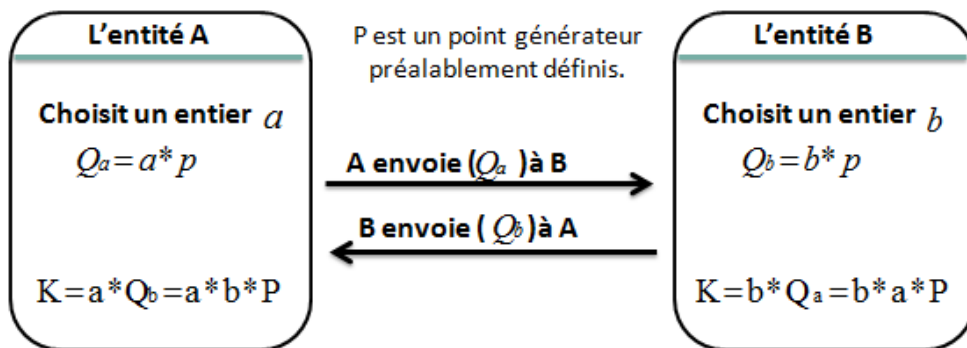 L'entité A
P est un point générateur
préalablement définis.
L'entité B
Choisit un entier a
Qa=a* p
Choisit un entier b
Qb=b* p
A envoie (Qa )à B
B envoie ( Qb)à A
K=a*Qb=a*b*P
K=b*Qa=b*a*P